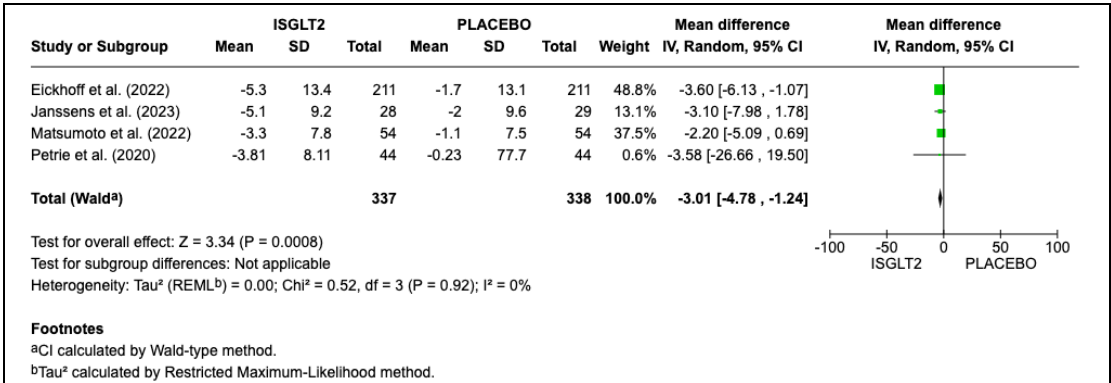 ISGLT2 PLACEBO Mean difference Mean difference
Study or Subgroup Mean SD Total Mean SD Total Weight IV, Random, 95% CI IV, Random, 95% CI
Eickhoff et al. (2022) -5.3 13.4 211 -1.7 13.1 211 48.8% -3.60 [-6.13 , -1.07]
Janssens et al. (2023) -5.1 9.2 28 -2 9.6 29 13.1% -3.10 [-7.98 , 1.78]
Matsumoto et al. (2022) -3.3 7.8 54 -1.1 7.5 54 37.5% -2.20 [-5.09 , 0.69]
Petrie et al. (2020) -3.81 8.11 44 -0.23 77.7 44 0.6% -3.58 [-26.66 , 19.50]
Total (Waldᵃ) 337 338 100.0% -3.01 [-4.78 , -1.24]
Test for overall effect: Z = 3.34 (P = 0.0008)
Test for subgroup differences: Not applicable
Heterogeneity: Tau² (REMLᵇ) = 0.00; Chi² = 0.52, df = 3 (P = 0.92); I² = 0%
-100 -50 0 50 100
ISGLT2 PLACEBO
Footnotes
ᵃCI calculated by Wald-type method.
ᵇTau² calculated by Restricted Maximum-Likelihood method.